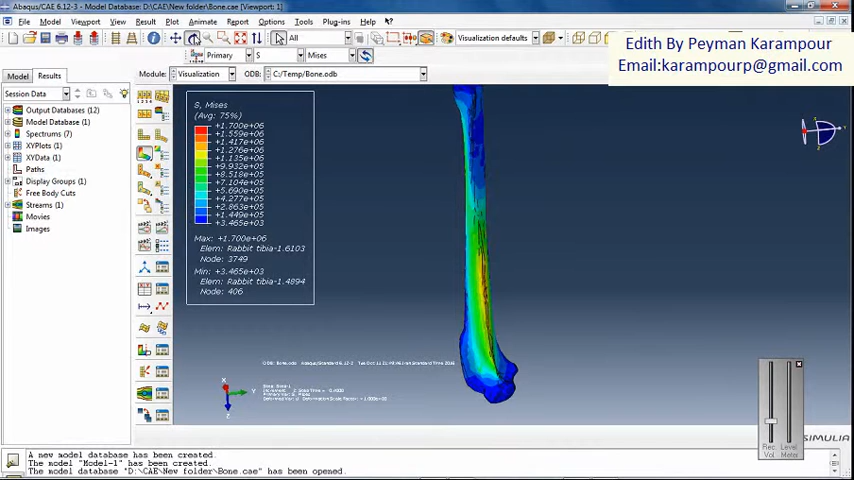 Abaqus/CAE 6.12-3 - Model Database: D:\CAE\New folder\Bone.cae [Viewport: 1]
File Model Viewport View Result Plot Animate Report Options Tools Plug-ins Help
All
Visualization defaults
Edith By Peyman Karampour
Email:karampourp@gmail.com
Primary S Mises
Model Results
Module: Visualization ODB: C:/Temp/Bone.odb
Session Data
Output Databases (12)
Model Database (1)
Spectrums (7)
XYPlots (1)
XYData (1)
Paths
Display Groups (1)
Free Body Cuts
Streams (1)
Movies
Images
S, Mises
(Avg: 75%)
+1.700e+06
+1.559e+06
+1.417e+06
+1.276e+06
+1.135e+06
+9.932e+05
+8.518e+05
+7.104e+05
+5.690e+05
+4.277e+05
+2.863e+05
+1.449e+05
+3.465e+03
Max: +1.700e+06
Elem: Rabbit tibia-1.6103
Node: 3749
Min: +3.465e+03
Elem: Rabbit tibia-1.4894
Node: 406
X
Y
Z
Rec. Level
Vol Meter
SIMULIA
A new model database has been created.
The model "Model-1" has been created.
The model database "D:\CAE\New folder\Bone.cae" has been opened.